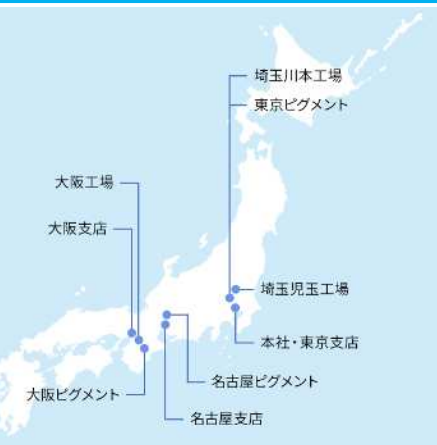 埼玉川本工場
東京ピグメント
大阪工場
大阪支店
埼玉児玉工場
本社・東京支店
名古屋ピグメント
大阪ピグメント
名古屋支店